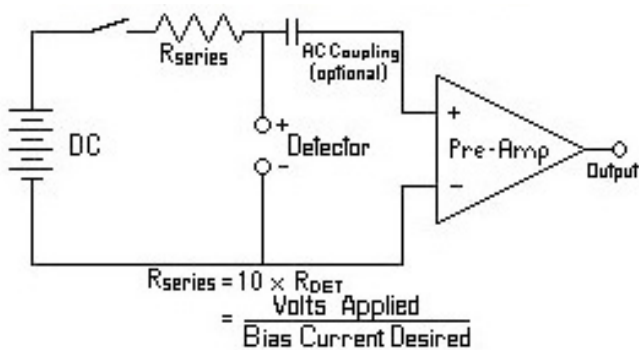 Rseries
AC Coupling
(optional)
DC
+
Detector
-
+
Pre-Amp
-
Output
Rseries = 10 × RDET
= Volts Applied
Bias Current Desired